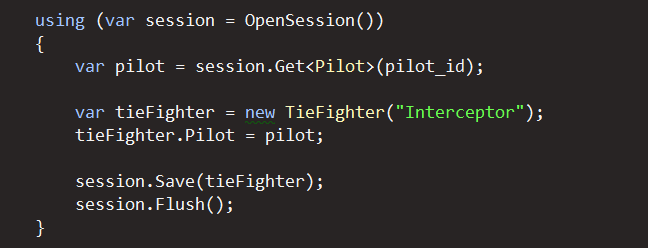 using (var session = OpenSession())
{
    var pilot = session.Get<Pilot>(pilot_id);

    var tieFighter = new TieFighter("Interceptor");
    tieFighter.Pilot = pilot;

    session.Save(tieFighter);
    session.Flush();
}